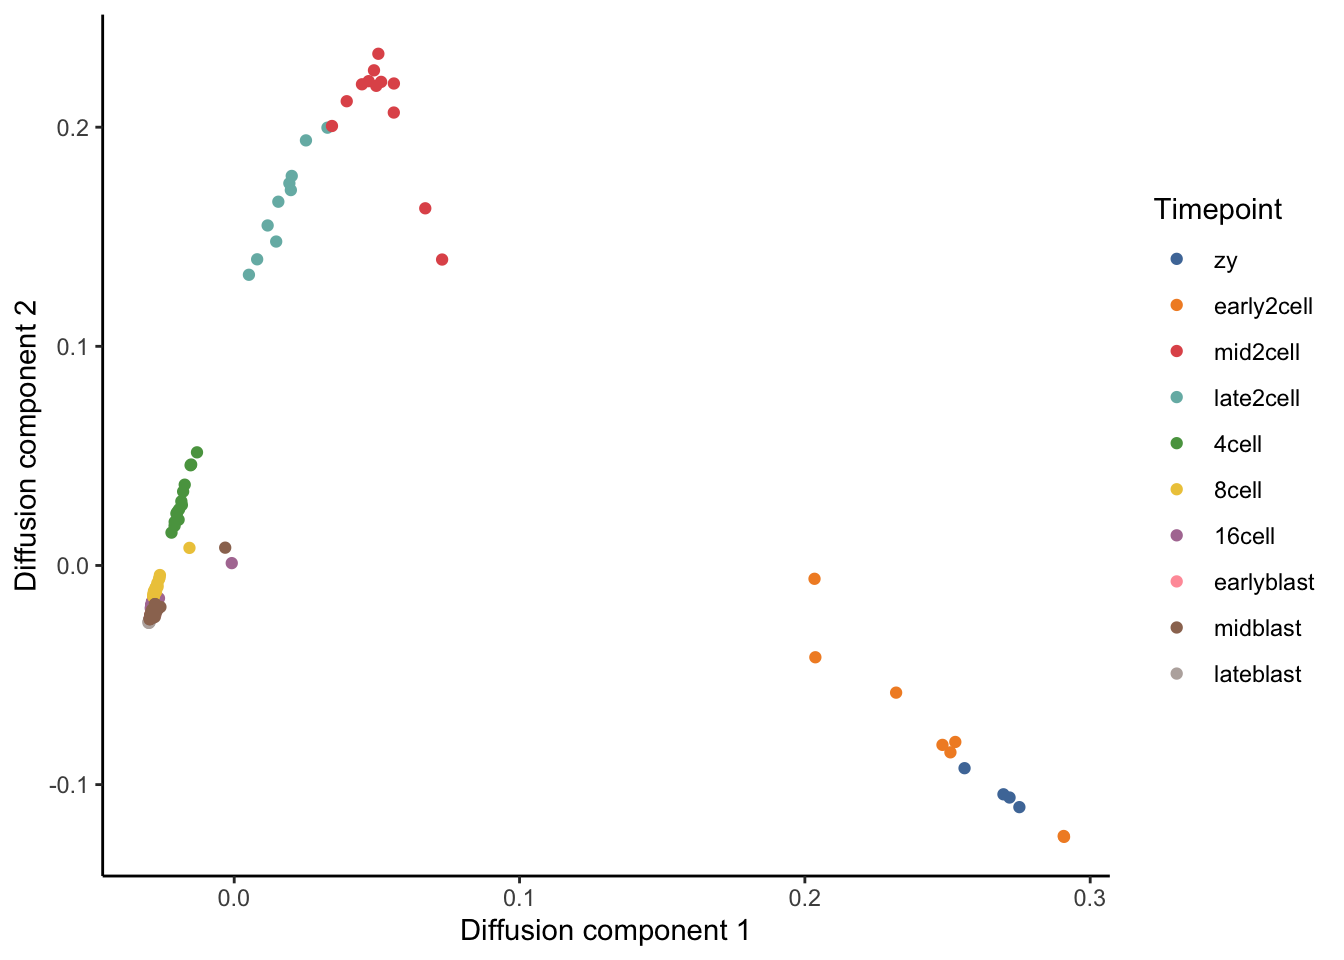 Diffusion component 2
0.2
0.1
0.0
-0.1
0.0 0.1 0.2 0.3
Diffusion component 1
Timepoint
zy
early2cell
mid2cell
late2cell
4cell
8cell
16cell
earlyblast
midblast
lateblast